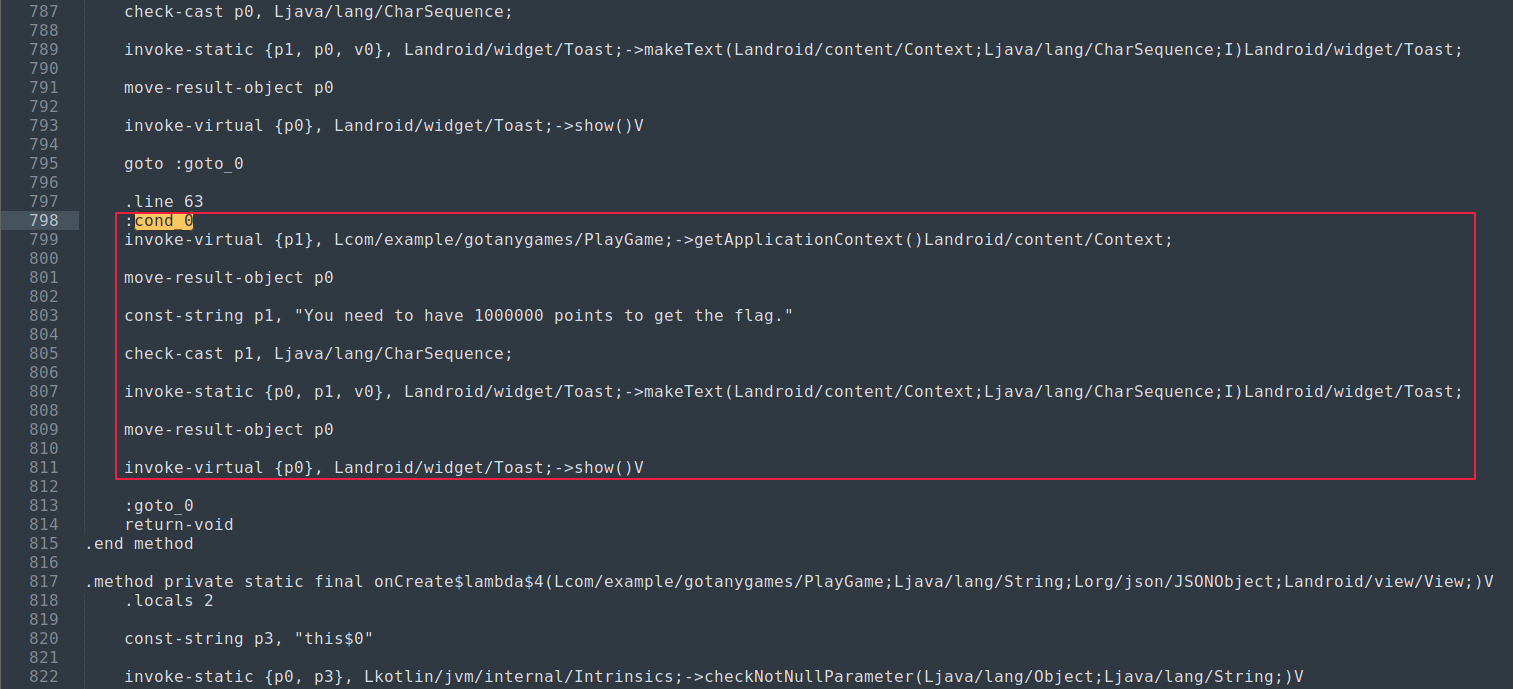 787 check-cast p0, Ljava/lang/CharSequence;
788
789 invoke-static {p1, p0, v0}, Landroid/widget/Toast;->makeText(Landroid/content/Context;Ljava/lang/CharSequence;I)Landroid/widget/Toast;
790
791 move-result-object p0
792
793 invoke-virtual {p0}, Landroid/widget/Toast;->show()V
794
795 goto :goto_0
796
797 .line 63
798 :cond_0
799 invoke-virtual {p1}, Lcom/example/gotanygames/PlayGame;->getApplicationContext()Landroid/content/Context;
800
801 move-result-object p0
802
803 const-string p1, "You need to have 1000000 points to get the flag."
804
805 check-cast p1, Ljava/lang/CharSequence;
806
807 invoke-static {p0, p1, v0}, Landroid/widget/Toast;->makeText(Landroid/content/Context;Ljava/lang/CharSequence;I)Landroid/widget/Toast;
808
809 move-result-object p0
810
811 invoke-virtual {p0}, Landroid/widget/Toast;->show()V
812
813 :goto_0
814 return-void
815 .end method
816
817 .method private static final onCreate$lambda$4(Lcom/example/gotanygames/PlayGame;Ljava/lang/String;Lorg/json/JSONObject;Landroid/view/View;)V
818 .locals 2
819
820 const-string p3, "this$0"
821
822 invoke-static {p0, p3}, Lkotlin/jvm/internal/Intrinsics;->checkNotNullParameter(Ljava/lang/Object;Ljava/lang/String;)V